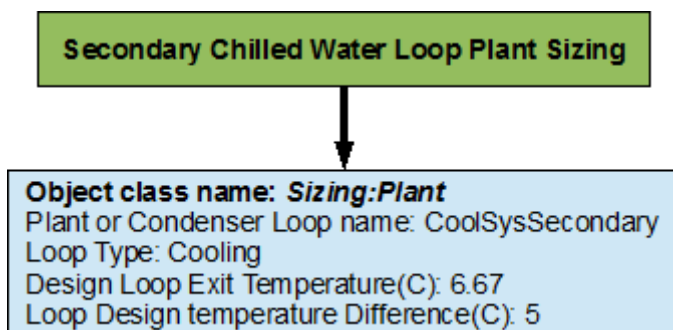 Secondary Chilled Water Loop Plant Sizing
Object class name: Sizing:Plant
Plant or Condenser Loop name: CoolSysSecondary
Loop Type: Cooling
Design Loop Exit Temperature(C): 6.67
Loop Design temperature Difference(C): 5